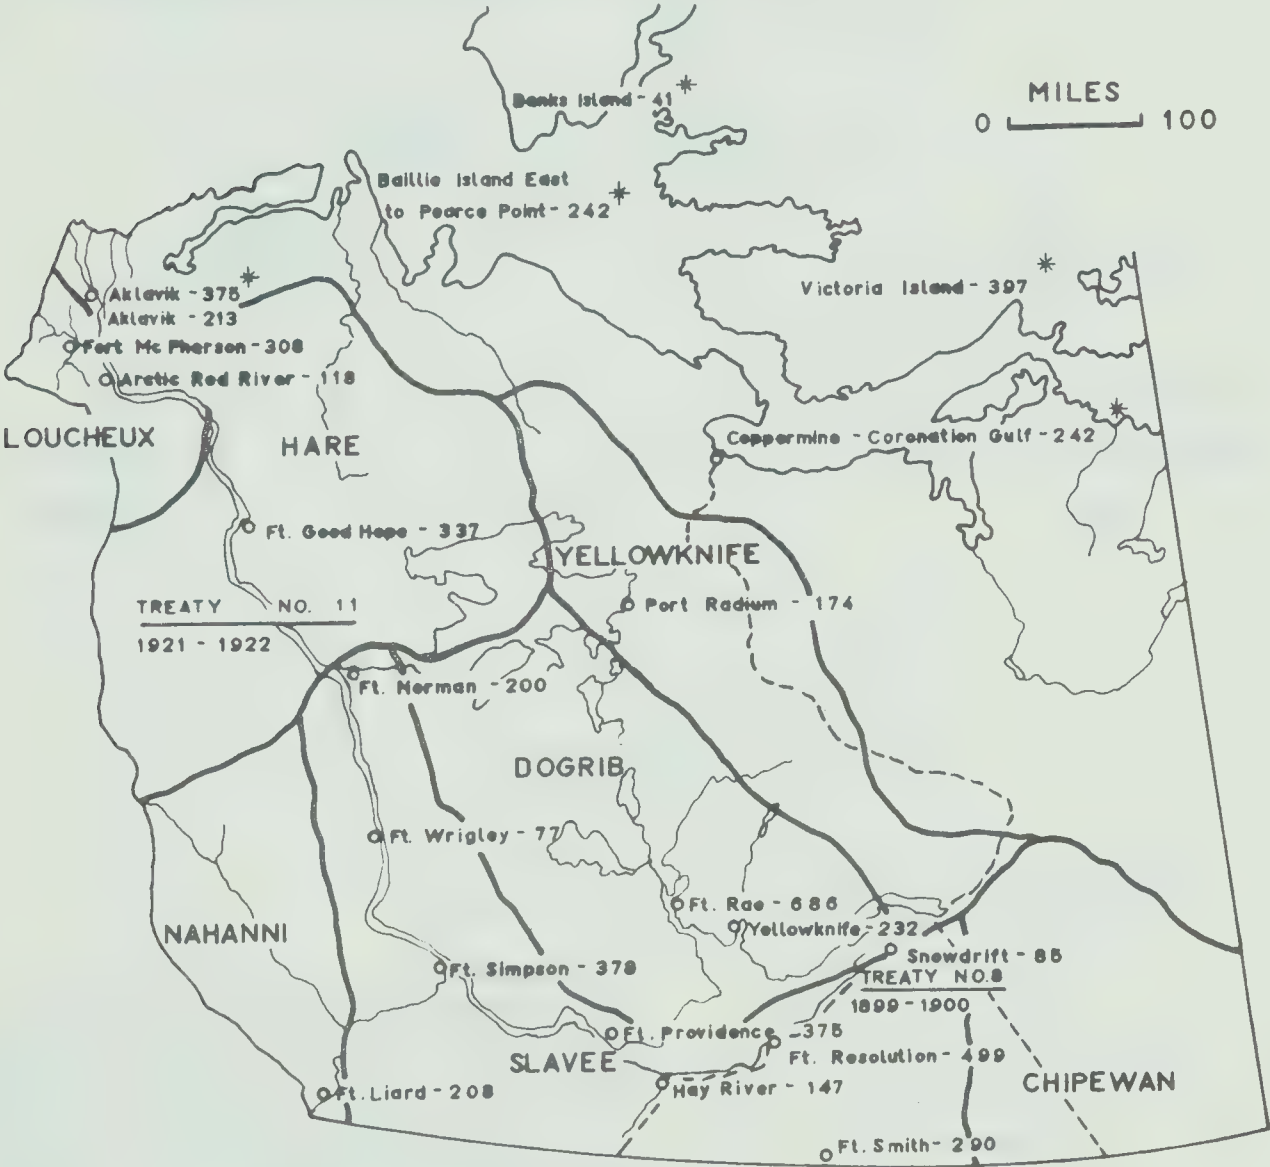 Banks Island - 41
MILES
0 100
Baillie Island East
to Pearce Point - 242
Victoria Island - 397
Aklavik - 375
Aklavik - 213
Fort McPherson - 308
Arctic Red River - 118
LOUCHEUX
HARE
Coppermine - Coronation Gulf - 242
Ft. Good Hope - 337
YELLOWKNIFE
TREATY NO. 11
1921 - 1922
Port Radium - 174
Ft. Norman - 200
DOGRIB
Ft. Wrigley - 77
Ft. Rae - 686
Yellowknife - 232
NAHANNI
Snowdrift - 85
Ft. Simpson - 378
TREATY NO. 8
1899 - 1900
Ft. Providence - 375
SLAVEE
Ft. Resolution - 499
CHIPEWAN
Hay River - 147
Ft. Liard - 208
Ft. Smith - 290